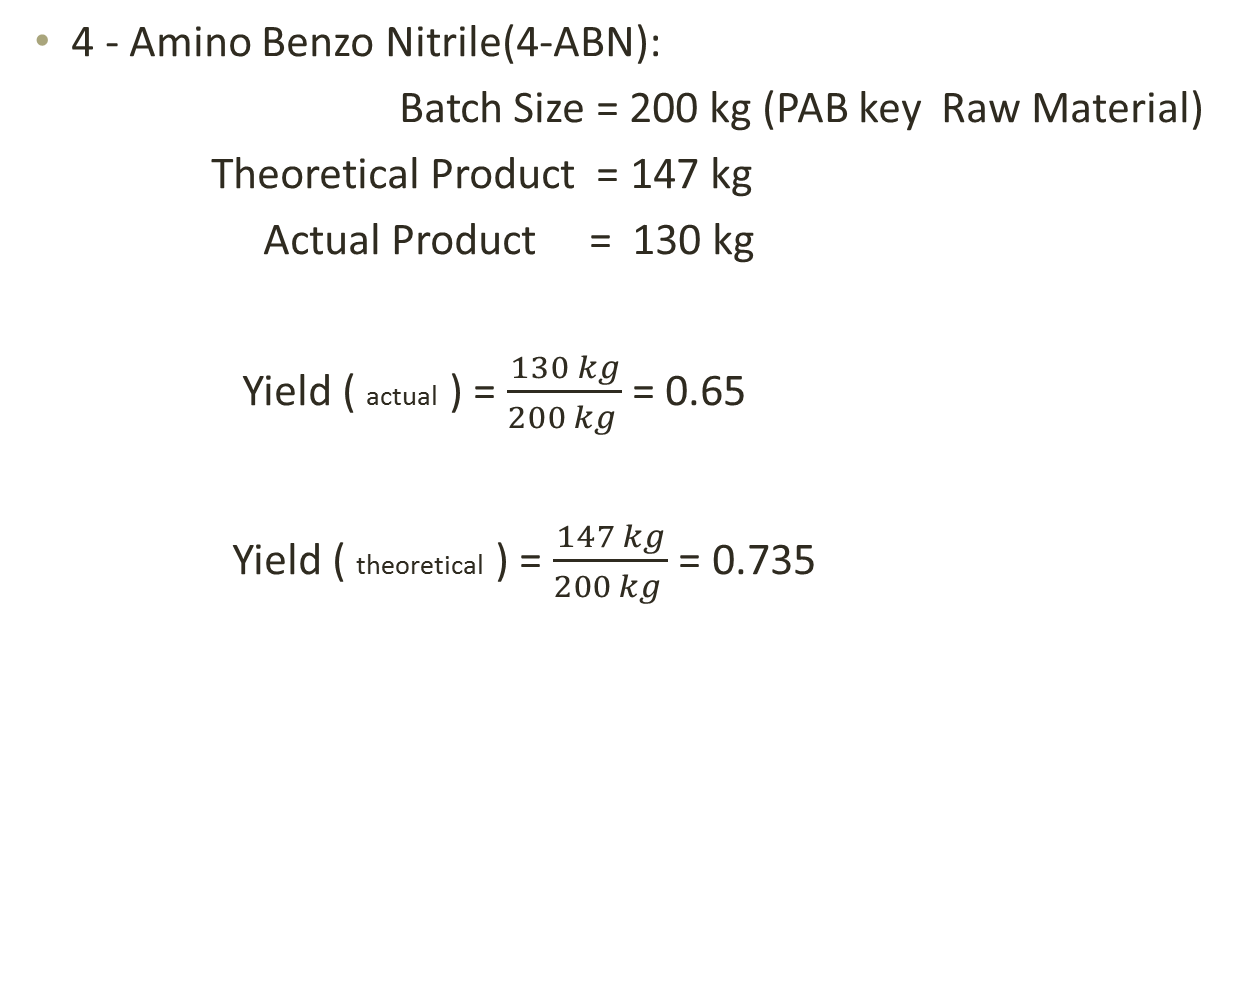 • 4 - Amino Benzo Nitrile(4-ABN):
Batch Size = 200 kg (PAB key  Raw Material)
Theoretical Product  = 147 kg
Actual Product     =  130 kg
Yield ( actual ) = 130 kg / 200 kg = 0.65
Yield ( theoretical ) = 147 kg / 200 kg = 0.735